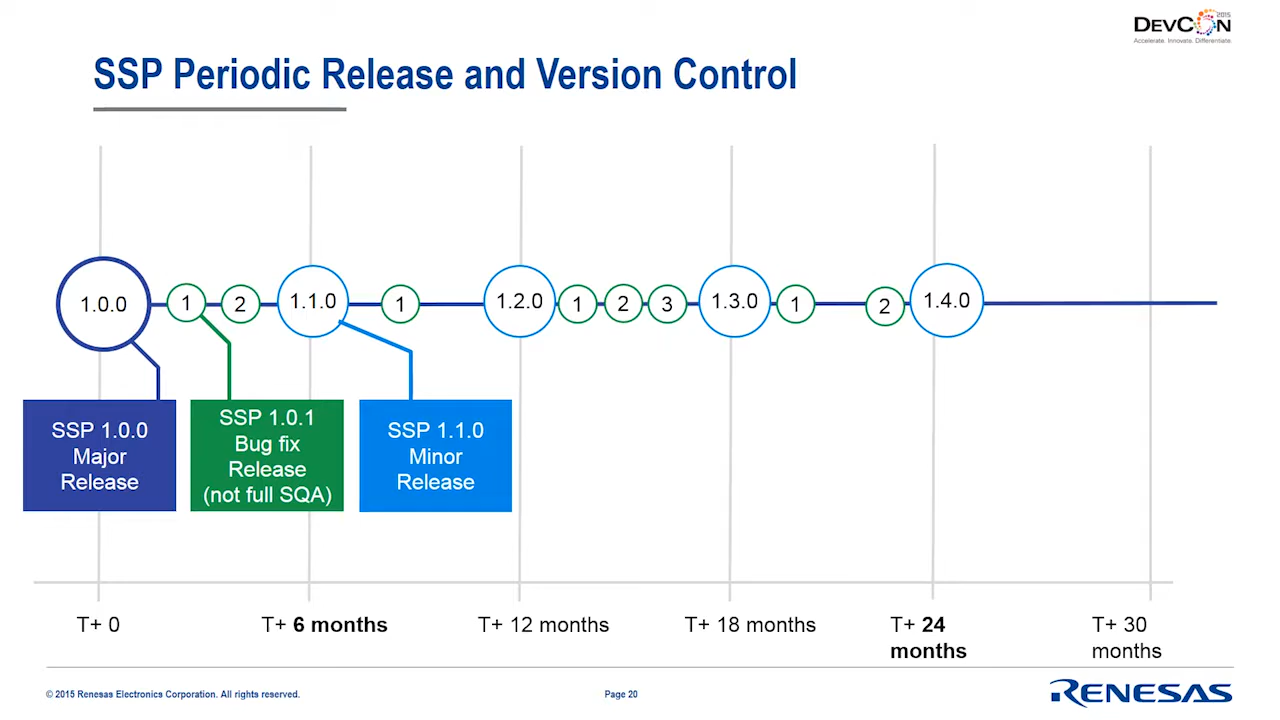 DevCon 2015
Accelerate. Innovate. Differentiate.
SSP Periodic Release and Version Control
1.0.0
1
2
1.1.0
1
1.2.0
1
2
3
1.3.0
1
2
1.4.0
SSP 1.0.0
Major
Release
SSP 1.0.1
Bug fix
Release
(not full SQA)
SSP 1.1.0
Minor
Release
T+ 0
T+ 6 months
T+ 12 months
T+ 18 months
T+ 24
months
T+ 30
months
© 2015 Renesas Electronics Corporation. All rights reserved.
Page 20
RENESAS